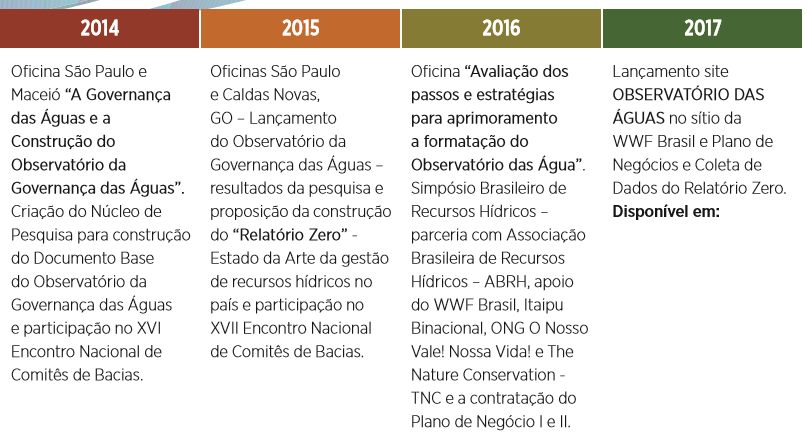 2014
Oficina São Paulo e
Maceió “A Governança
das Águas e a
Construção do
Observatório da
Governança das Águas”.
Criação do Núcleo de
Pesquisa para construção
do Documento Base
do Observatório da
Governança das Águas
e participação no XVI
Encontro Nacional de
Comitês de Bacias.
2015
Oficinas São Paulo
e Caldas Novas,
GO – Lançamento
do Observatório da
Governança das Águas –
resultados da pesquisa e
proposição da construção
do “Relatório Zero” -
Estado da Arte da gestão
de recursos hídricos no
país e participação no
XVII Encontro Nacional
de Comitês de Bacias.
2016
Oficina “Avaliação dos
passos e estratégias
para aprimoramento
a formatação do
Observatório das Água”.
Simpósio Brasileiro de
Recursos Hídricos –
parceria com Associação
Brasileira de Recursos
Hídricos – ABRH, apoio
do WWF Brasil, Itaipu
Binacional, ONG O Nosso
Vale! Nossa Vida! e The
Nature Conservation -
TNC e a contratação do
Plano de Negócio I e II.
2017
Lançamento site
OBSERVATÓRIO DAS
ÁGUAS no sítio da
WWF Brasil e Plano de
Negócios e Coleta de
Dados do Relatório Zero.
Disponível em: